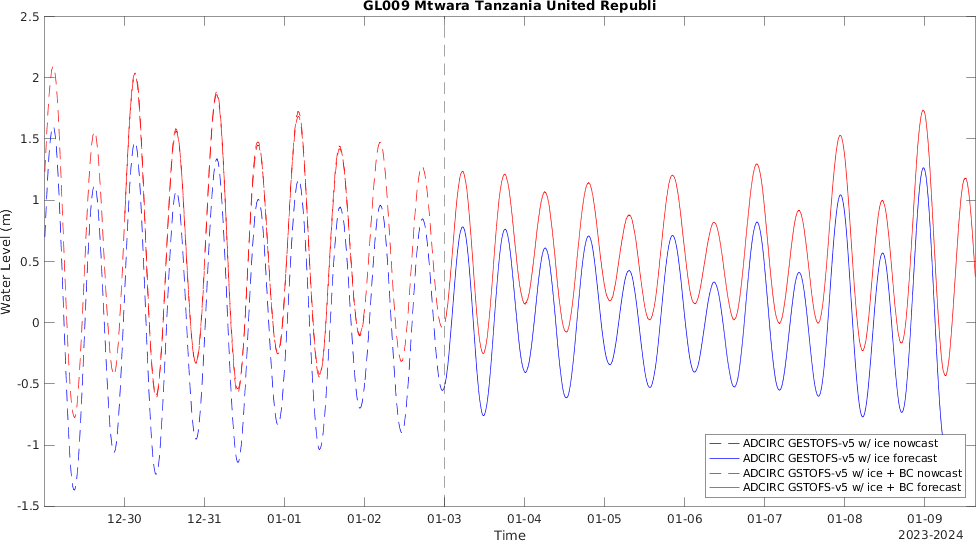 GL009 Mtwara Tanzania United Republi
2.5
2
1.5
1
0.5
0
-0.5
-1
-1.5
Water Level (m)
ADCIRC GESTOFS-v5 w/ ice nowcast
ADCIRC GESTOFS-v5 w/ ice forecast
ADCIRC GSTOFS-v5 w/ ice + BC nowcast
ADCIRC GSTOFS-v5 w/ ice + BC forecast
12-30 12-31 01-01 01-02 01-03 01-04 01-05 01-06 01-07 01-08 01-09
Time
2023-2024